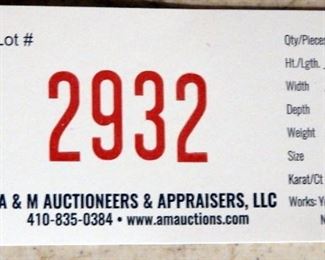 Lot #
2932
A & M AUCTIONEERS & APPRAISERS, LLC
410-835-0384 • www.amauctions.com
Qty/Pieces
Ht./Lgth.
Width
Depth
Weight
Size
Karat/Ct
Works: